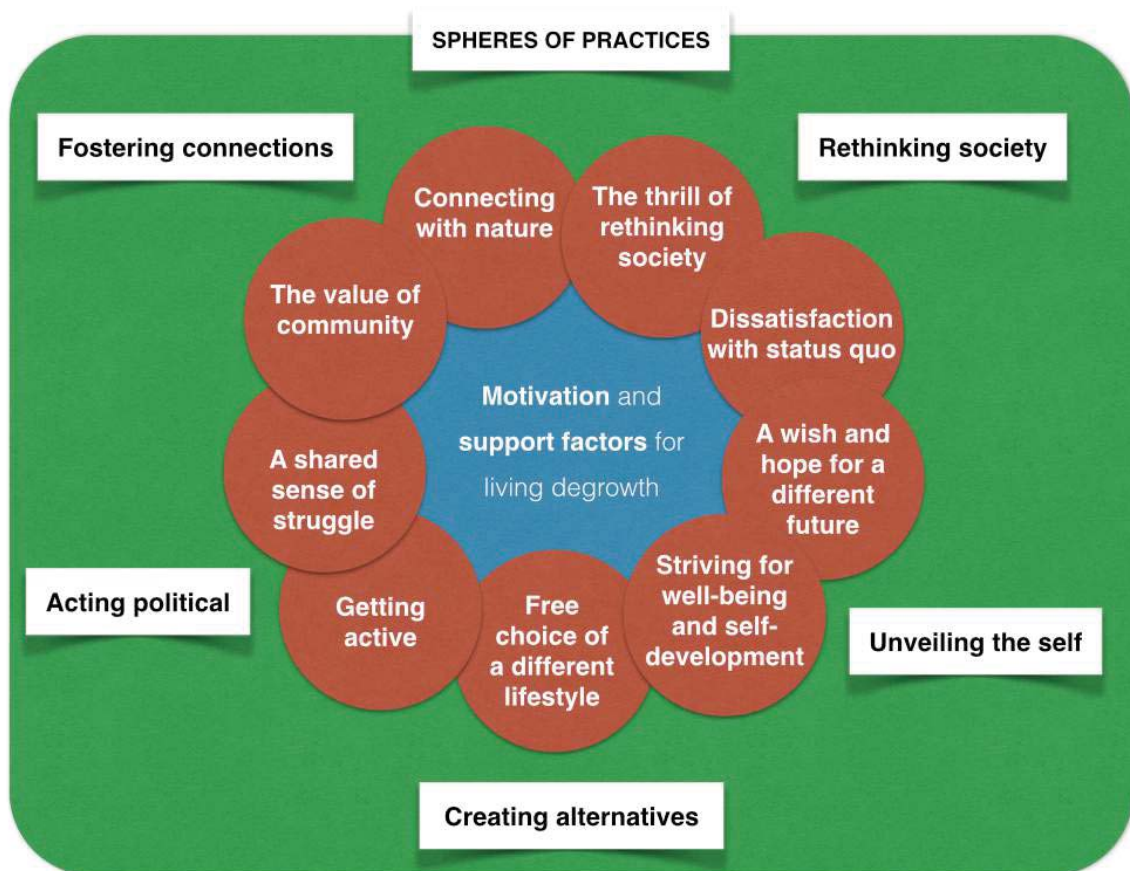 SPHERES OF PRACTICES
Fostering connections
Rethinking society
Connecting
with nature
The thrill of
rethinking
society
The value of
community
Dissatisfaction
with status quo
Motivation and
support factors for
living degrowth
A shared
sense of
struggle
A wish and
hope for a
different
future
Getting
active
Free
choice of
a different
lifestyle
Striving for
well-being
and self-
development
Acting political
Unveiling the self
Creating alternatives